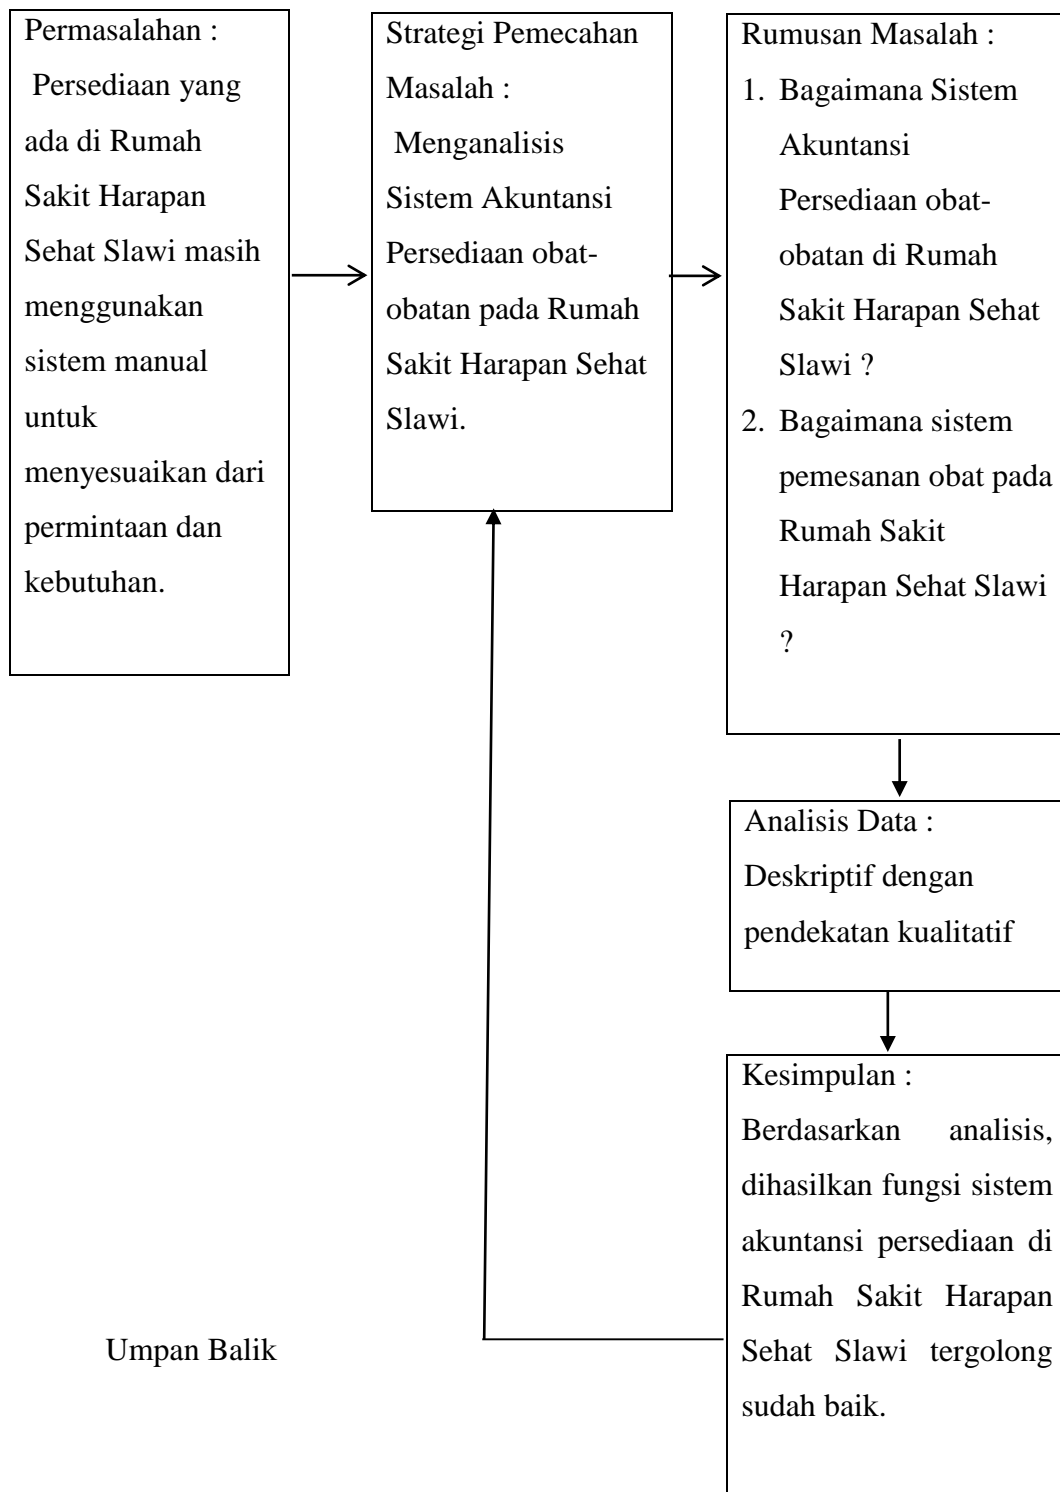 Permasalahan :
Persediaan yang
ada di Rumah
Sakit Harapan
Sehat Slawi masih
menggunakan
sistem manual
untuk
menyesuaikan dari
permintaan dan
kebutuhan.
Strategi Pemecahan
Masalah :
Menganalisis
Sistem Akuntansi
Persediaan obat-
obatan pada Rumah
Sakit Harapan Sehat
Slawi.
Rumusan Masalah :
1. Bagaimana Sistem
Akuntansi
Persediaan obat-
obatan di Rumah
Sakit Harapan Sehat
Slawi ?
2. Bagaimana sistem
pemesanan obat pada
Rumah Sakit
Harapan Sehat Slawi
?
Analisis Data :
Deskriptif dengan
pendekatan kualitatif
Kesimpulan :
Berdasarkan analisis,
dihasilkan fungsi sistem
akuntansi persediaan di
Rumah Sakit Harapan
Sehat Slawi tergolong
sudah baik.
Umpan Balik